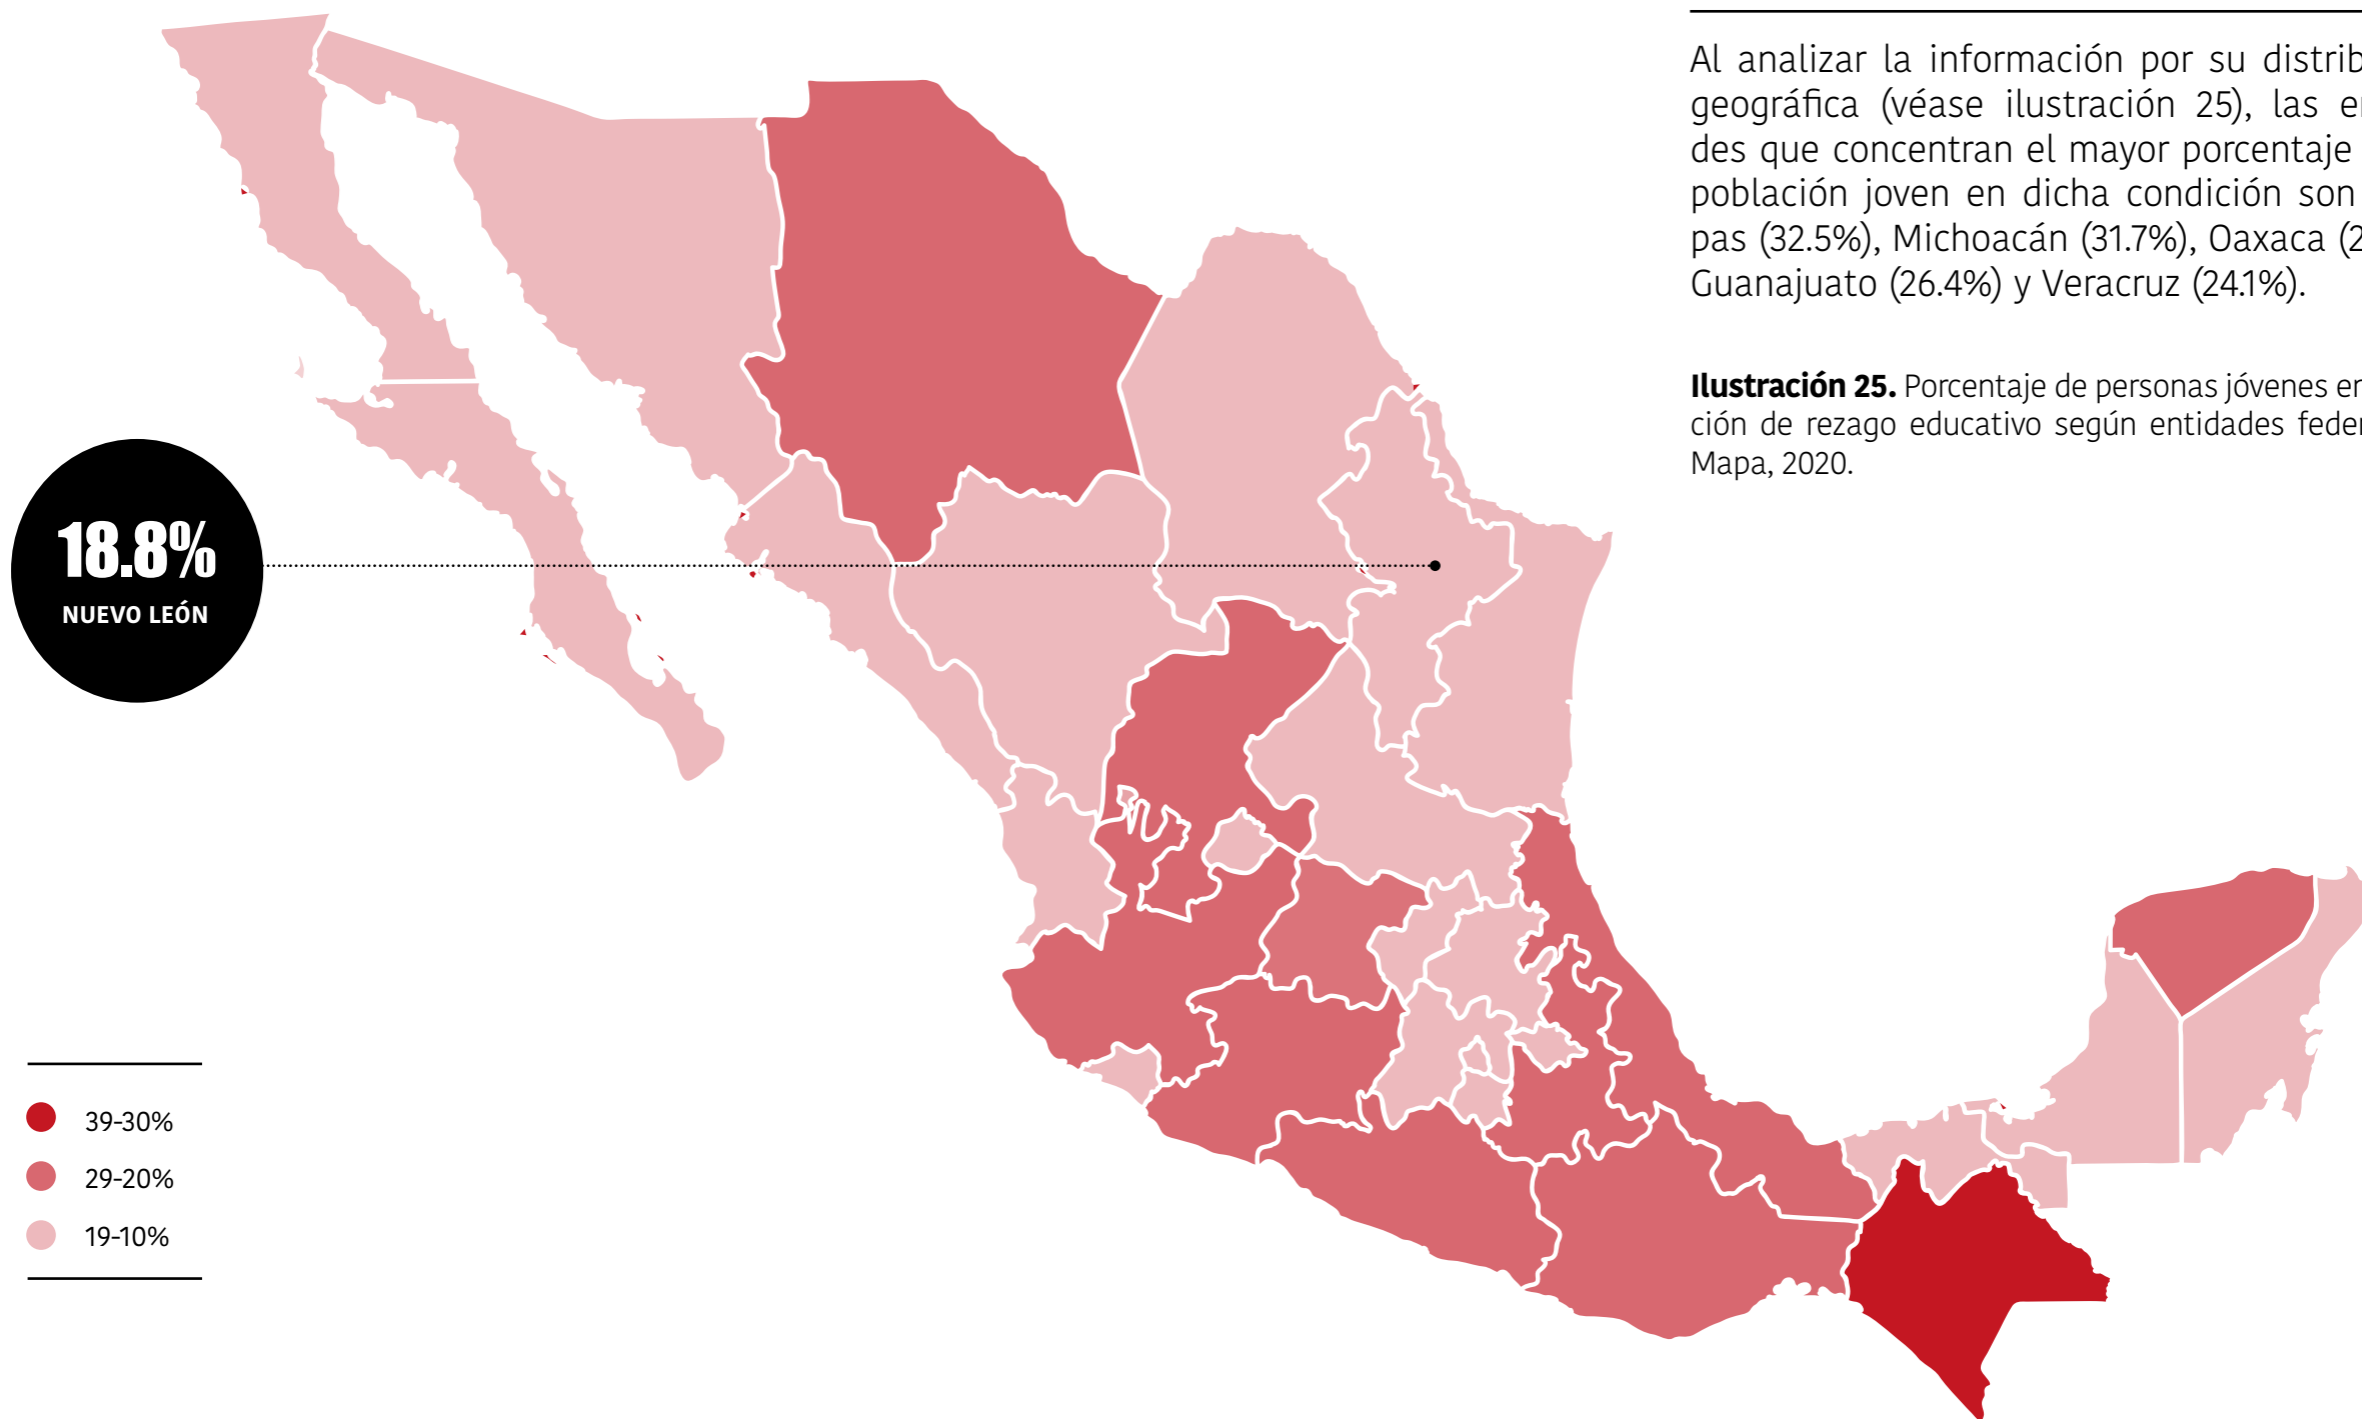 Al analizar la información por su distrib
geográfica (véase ilustración 25), las en
des que concentran el mayor porcentaje
población joven en dicha condición son
pas (32.5%), Michoacán (31.7%), Oaxaca (2
Guanajuato (26.4%) y Veracruz (24.1%).
Ilustración 25. Porcentaje de personas jóvenes en
ción de rezago educativo según entidades feder
Mapa, 2020.
18.8%
NUEVO LEÓN
39-30%
29-20%
19-10%